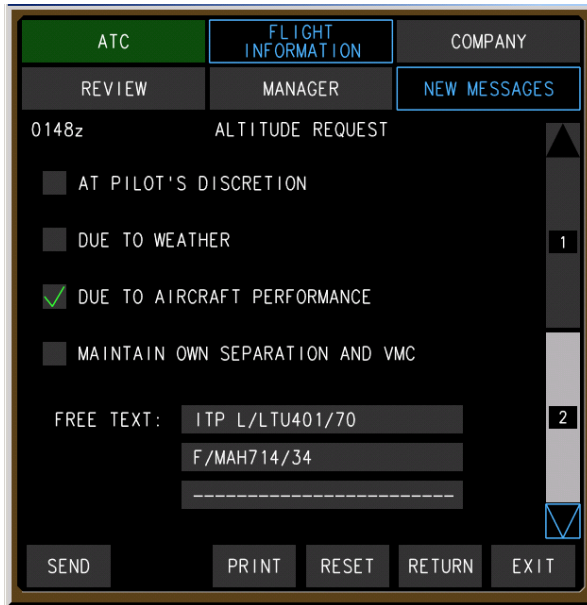 ATC
FLIGHT
INFORMATION
COMPANY
REVIEW
MANAGER
NEW MESSAGES
0148z ALTITUDE REQUEST
AT PILOT'S DISCRETION
DUE TO WEATHER
1
DUE TO AIRCRAFT PERFORMANCE
MAINTAIN OWN SEPARATION AND VMC
FREE TEXT: ITP L/LTU401/70
2
F/MAH714/34
------------------------
SEND PRINT RESET RETURN EXIT